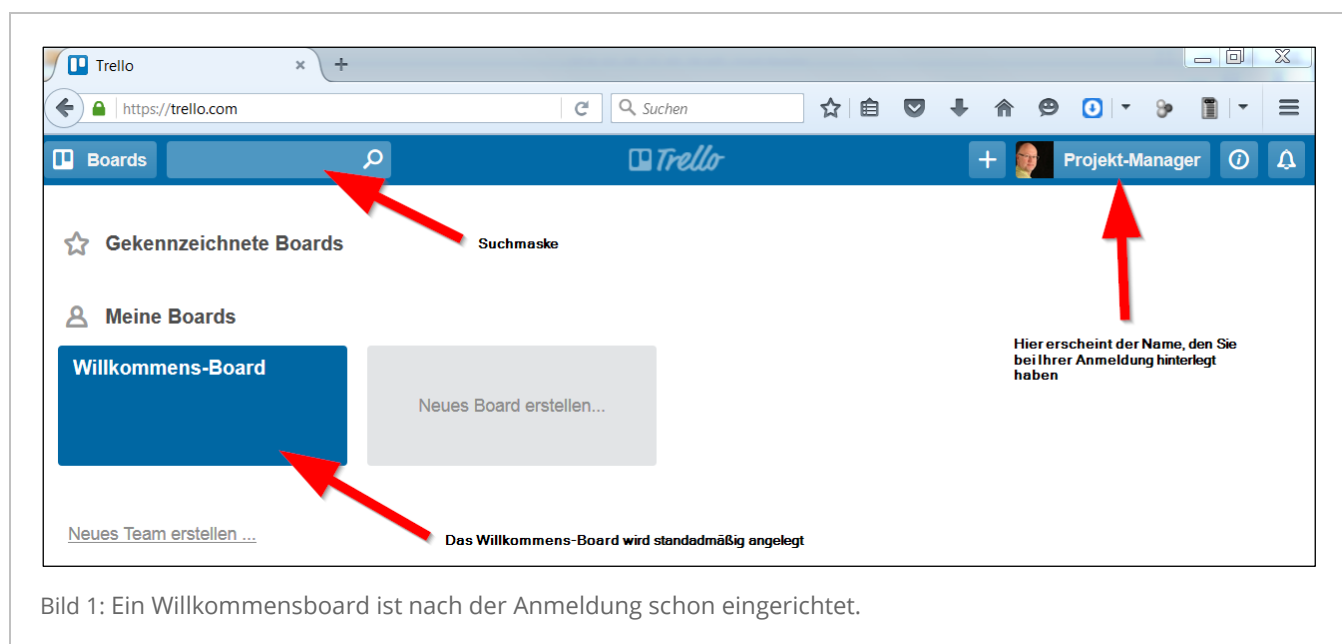 Trello
https://trello.com
Suchen
Boards
Trello
Projekt-Manager
Gekennzeichnete Boards
Suchmaske
Meine Boards
Hier erscheint der Name, den Sie
bei Ihrer Anmeldung hinterlegt
haben
Willkommens-Board
Neues Board erstellen...
Neues Team erstellen ...
Das Willkommens-Board wird standadmäßig angelegt
Bild 1: Ein Willkommensboard ist nach der Anmeldung schon eingerichtet.